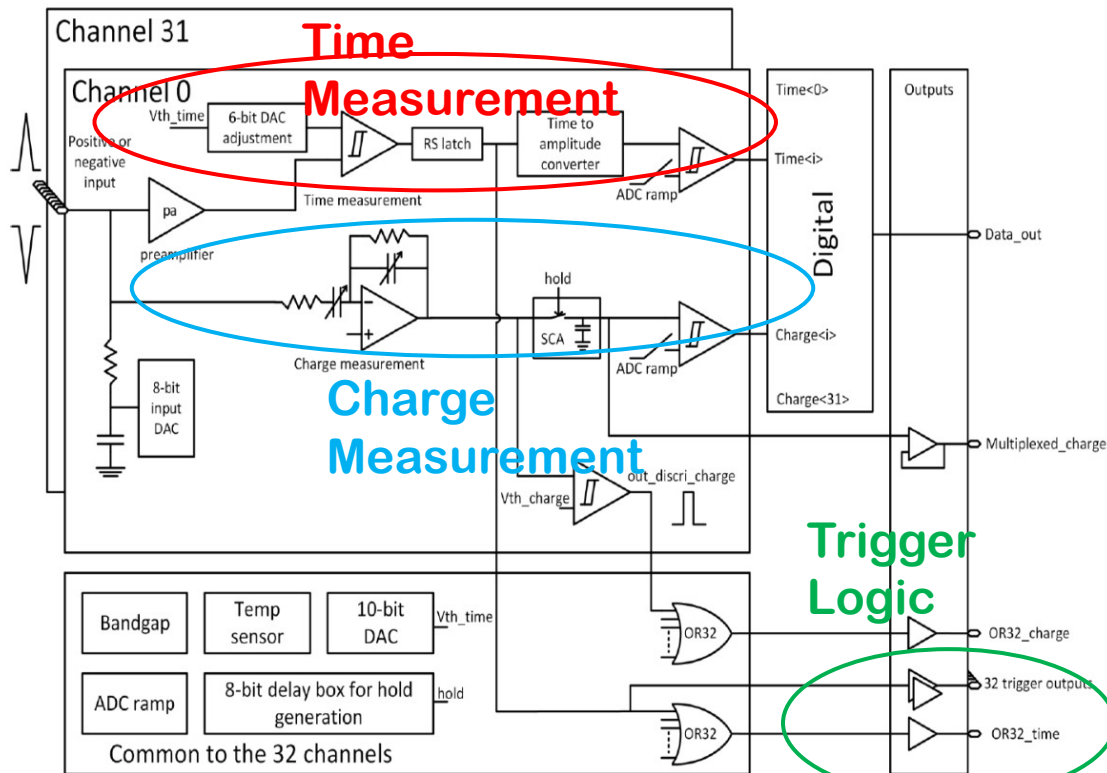 Channel 31
Time
Measurement
Channel 0
Vth_time
6-bit DAC
adjustment
RS latch
Time to
amplitude
converter
ADC ramp
Time<0>
Time<i>
Outputs
Positive or
negative
input
pa
preamplifier
Time measurement
Digital
Data_out
hold
SCA
Charge measurement
ADC ramp
Charge<i>
Charge<31>
8-bit
input
DAC
Charge
Measurement
Multiplexed_charge
Vth_charge
out_discri_charge
Trigger
Logic
Bandgap
Temp
sensor
10-bit
DAC
Vth_time
OR32
OR32_charge
ADC ramp
8-bit delay box for hold
generation
hold
32 trigger outputs
OR32
OR32_time
Common to the 32 channels